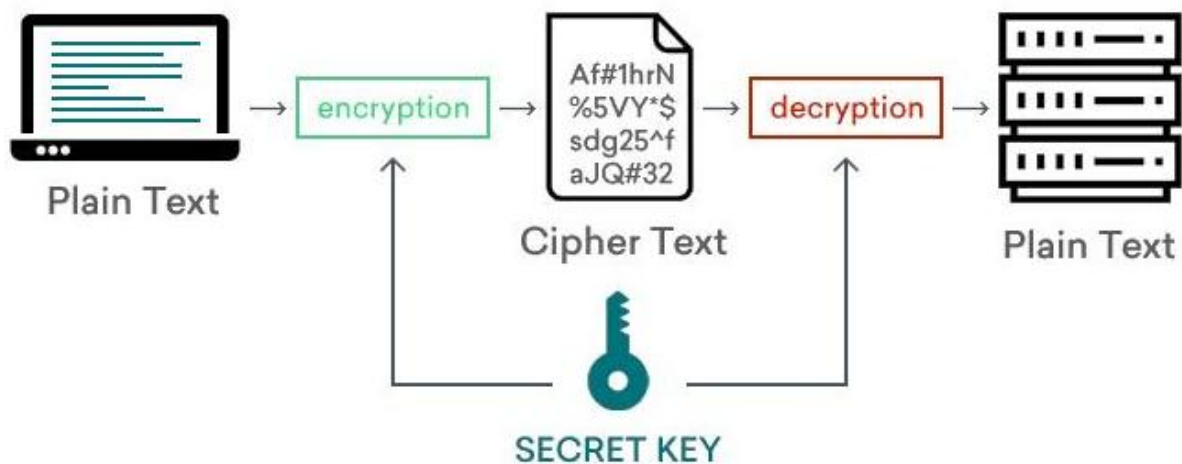 Plain Text
encryption
Af#1hrN
%5VY*$
sdg25^f
aJQ#32
Cipher Text
decryption
Plain Text
SECRET KEY